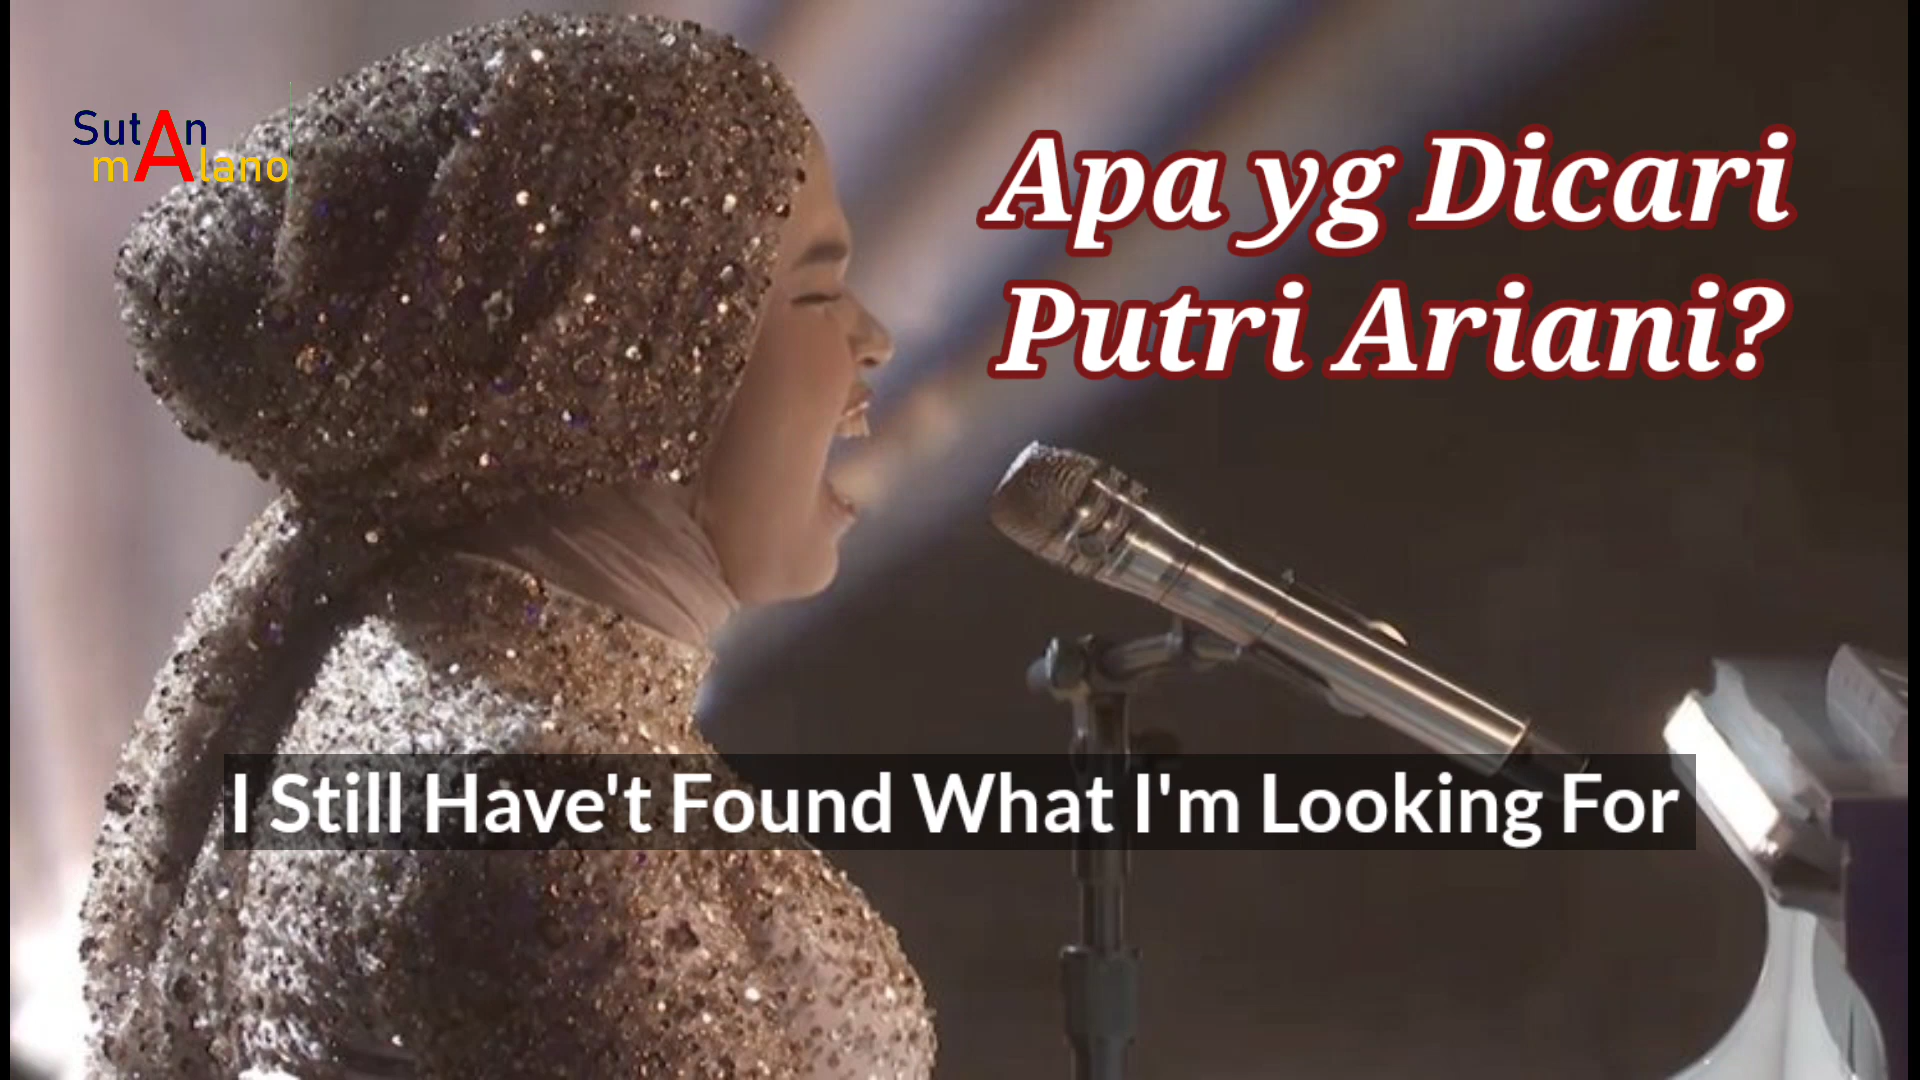 SutAn
mAlano
Apa yg Dicari
Putri Ariani?
I Still Have't Found What I'm Looking For